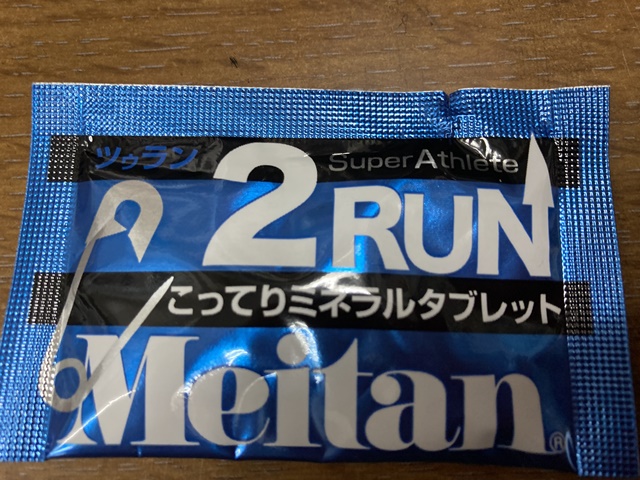 ツゥラン
Super Athlete
2RUN
こってりミネラルタブレット
Meitan®